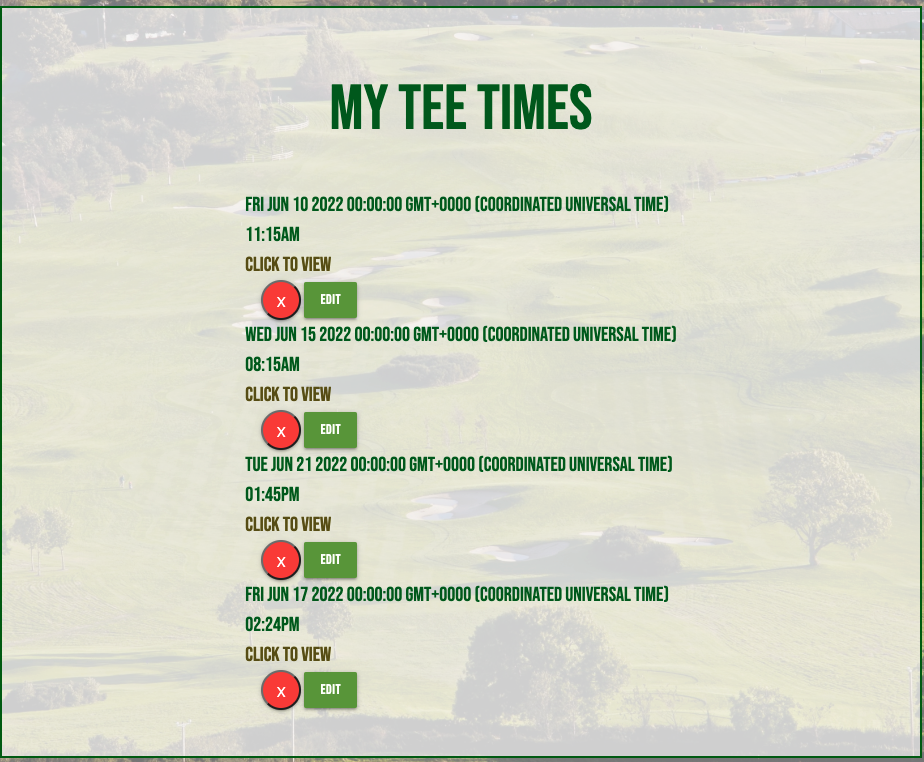 MY TEE TIMES
FRI JUN 10 2022 00:00:00 GMT+0000 (COORDINATED UNIVERSAL TIME)
11:15AM
CLICK TO VIEW
X EDIT
WED JUN 15 2022 00:00:00 GMT+0000 (COORDINATED UNIVERSAL TIME)
08:15AM
CLICK TO VIEW
X EDIT
TUE JUN 21 2022 00:00:00 GMT+0000 (COORDINATED UNIVERSAL TIME)
01:45PM
CLICK TO VIEW
X EDIT
FRI JUN 17 2022 00:00:00 GMT+0000 (COORDINATED UNIVERSAL TIME)
02:24PM
CLICK TO VIEW
X EDIT